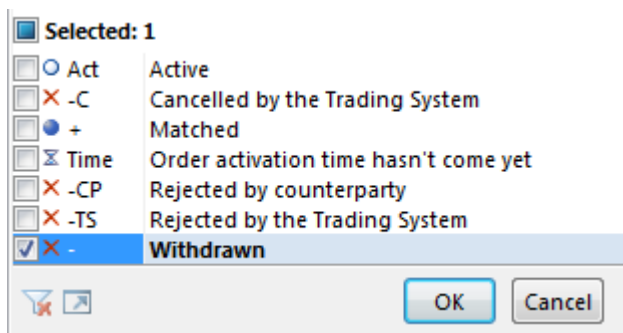 Selected: 1
Act Active
-C Cancelled by the Trading System
+ Matched
Time Order activation time hasn't come yet
-CP Rejected by counterparty
-TS Rejected by the Trading System
- Withdrawn
OK Cancel